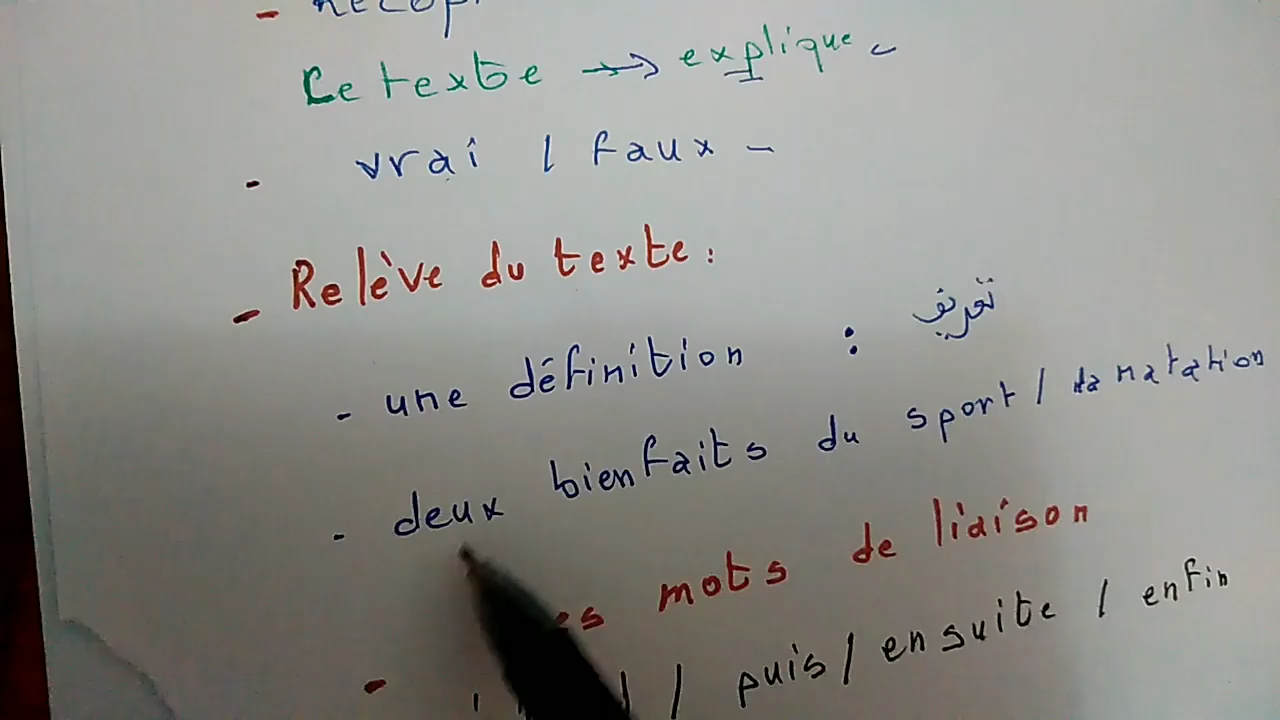 Ce texte → explique
- vrai / faux -
- Relève du texte :
- une définition : تعريف
- deux bienfaits du sport / la natation
mots de liaison
/ puis / ensuite / enfin